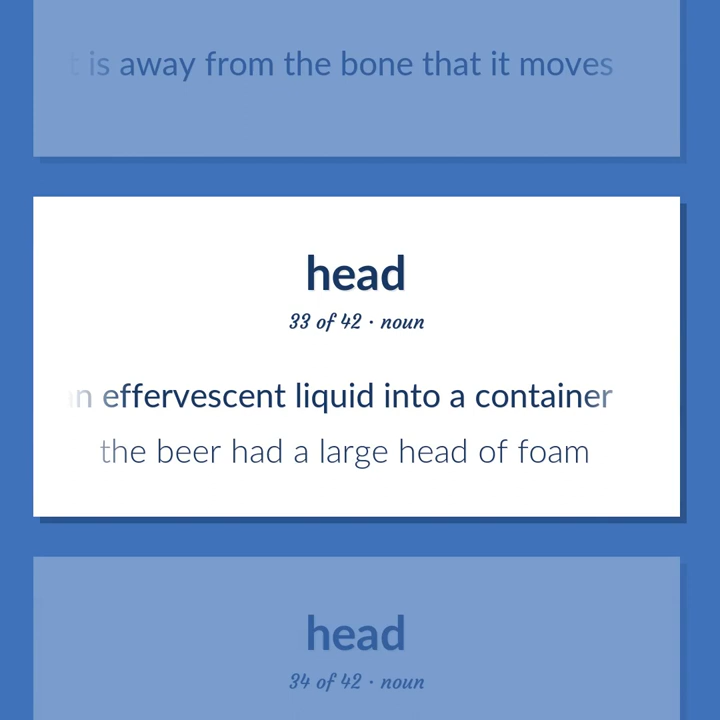 is away from the bone that it moves
head
33 of 42 · noun
effervescent liquid into a container
the beer had a large head of foam
head
34 of 42 · noun